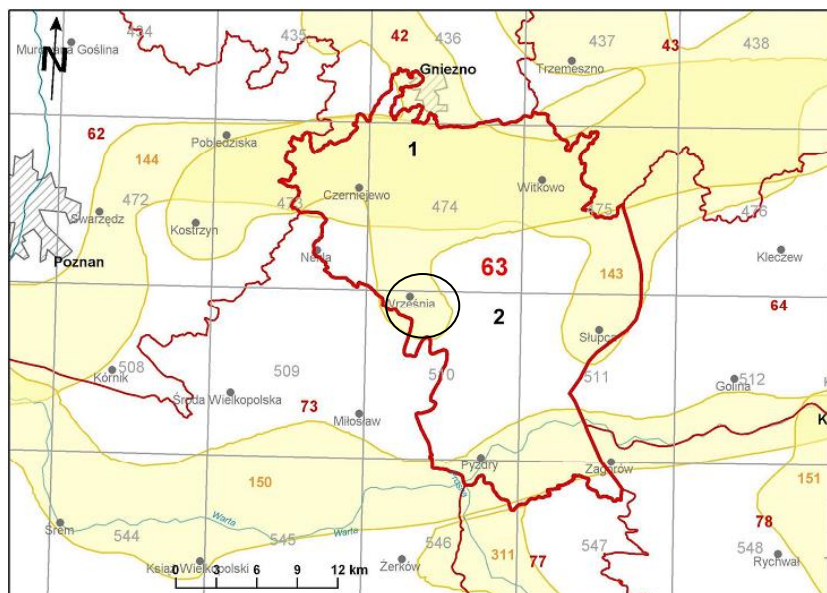 434
435
42
436
437
43
438
Murowana Goślina
N
Gniezno
Trzemeszno
62
Pobiedziska
1
144
472
Czerniejewo
Witkowo
Swarzędz
473
474
475
476
Kostrzyn
Poznan
Nekla
63
143
Kleczew
Września
2
64
Słupca
508
Kórnik
509
510
511
512
Golina
Środa Wielkopolska
73
Miłosław
K
Pyzdry
Zagórów
150
Prosna
151
Śrem
Warta
544
545
Warta
546
547
78
548
Książ Wielkopolski
Żerków
311
77
Rychwał
0 3 6 9 12 km